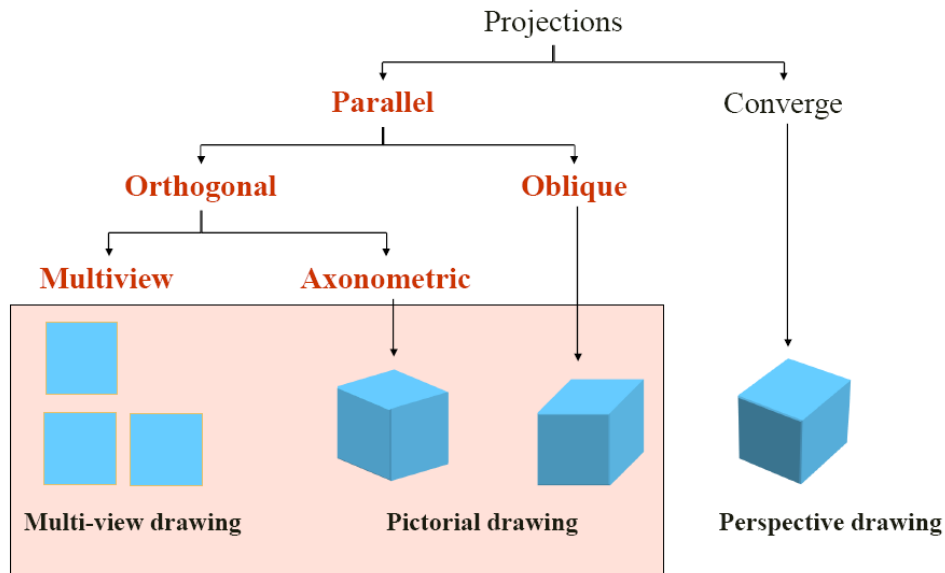 Projections
Parallel
Converge
Orthogonal
Oblique
Multiview
Axonometric
Multi-view drawing
Pictorial drawing
Perspective drawing